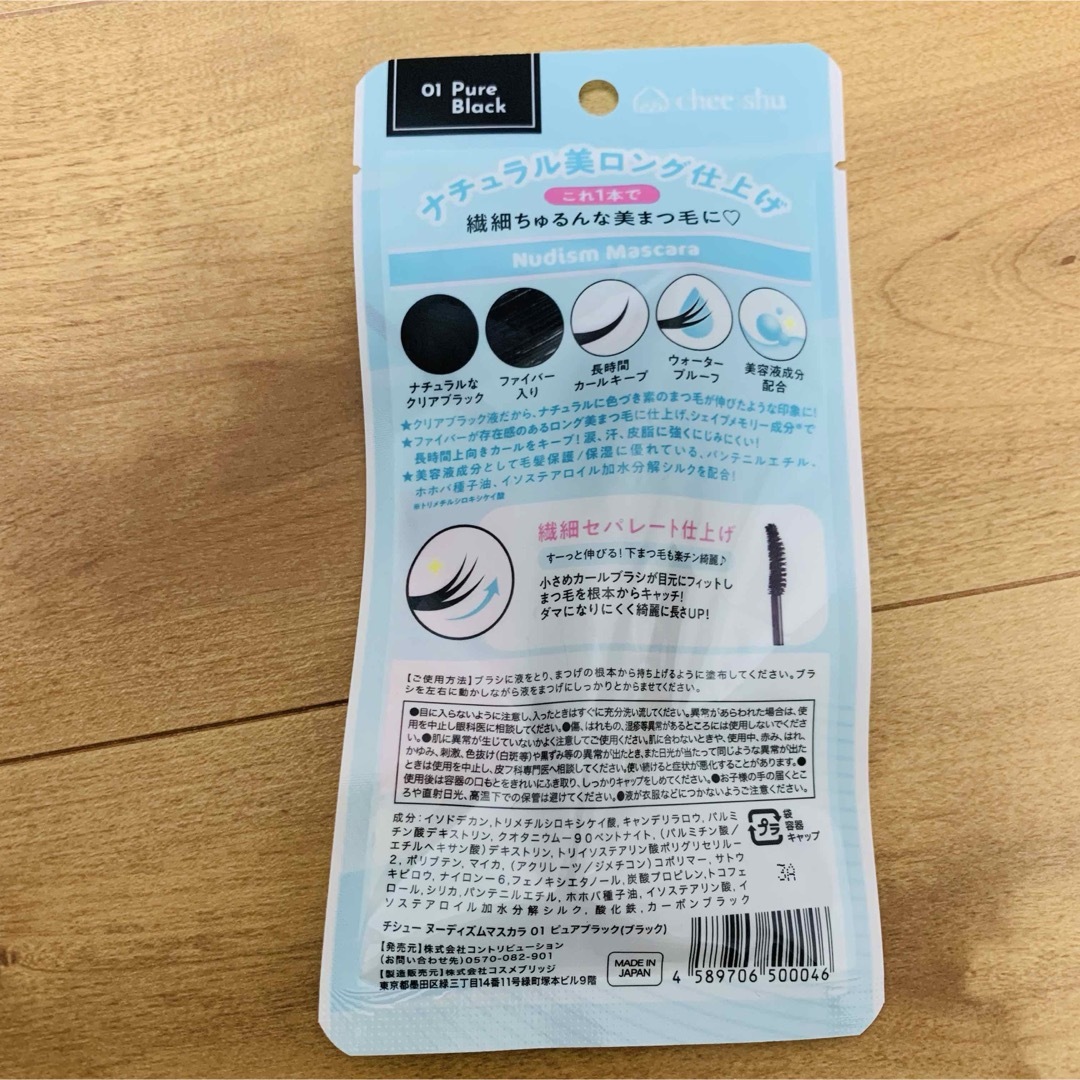 01 Pure
Black
chee shu
ナチュラル美ロング仕上げ
これ1本で
繊細ちゅるんな美まつ毛に♡
Nudism Mascara
ナチュラルな
クリアブラック
ファイバー
入り
長時間
カールキープ
ウォーター
プルーフ
美容液成分
配合
★クリアブラック液だから、ナチュラルに色づき素のまつ毛が伸びたような印象に!
★ファイバーが存在感のあるロング美まつ毛に仕上げ、シェイプメモリー成分※で
長時間上向きカールをキープ!涙、汗、皮脂に強くにじみにくい!
★美容液成分として毛髪保護/保湿に優れている、パンテニルエチル、
ホホバ種子油、イソステアロイル加水分解シルクを配合!
※トリメチルシロキシケイ酸
繊細セパレート仕上げ
すーっと伸びる!下まつ毛も楽チン綺麗♪
小さめカールブラシが目元にフィットし
まつ毛を根本からキャッチ!
ダマになりにくく綺麗に長さUP!
【ご使用方法】ブラシに液をとり、まつげの根本から持ち上げるように塗布してください。ブラ
シを左右に動かしながら液をまつげにしっかりとからませてください。
●目に入らないように注意し、入ったときはすぐに充分洗い流してください。異常があらわれた場合は、使
用を中止し眼科医に相談してください。●傷、はれもの、湿疹等異常があるところには使用しないでくださ
い。●肌に異常が生じていないかよく注意してご使用ください。肌に合わないときや、使用中、赤み、はれ、
かゆみ、刺激、色抜け(白斑等)や黒ずみ等の異常が出たとき、また日光が当たって同じような異常が出た
ときは使用を中止し、皮フ科専門医へ相談してください。使い続けると症状が悪化することがあります。●
使用後は容器の口もとをきれいにふき取り、しっかりキャップをしめてください。●お子様の手の届くとこ
ろや直射日光、高温下での保管は避けてください。●液が衣服などにつかないようご注意ください。
成分:イソドデカン,トリメチルシロキシケイ酸,キャンデリラロウ,パルミ
チン酸デキストリン,クオタニウム-90ベントナイト,(パルミチン酸/
エチルヘキサン酸)デキストリン,トリイソステアリン酸ポリグリセリル-
2,ポリブテン,マイカ,(アクリレーツ/ジメチコン)コポリマー,サトウ
キビロウ,ナイロン-6,フェノキシエタノール,炭酸プロピレン,トコフェ
ロール,シリカ,パンテニルエチル,ホホバ種子油,イソステアリン酸,イ
ソステアロイル加水分解シルク,酸化鉄,カーボンブラック
プラ
袋
容器
キャップ
3A
チシュー ヌーディズムマスカラ 01 ピュアブラック(ブラック)
【発売元】株式会社コントリビューション
(お問い合わせ先)0570-082-901
【製造販売元】株式会社コスメブリッジ
東京都墨田区緑三丁目14番11号緑町塚本ビル9階
MADE IN
JAPAN
4 589706 500046